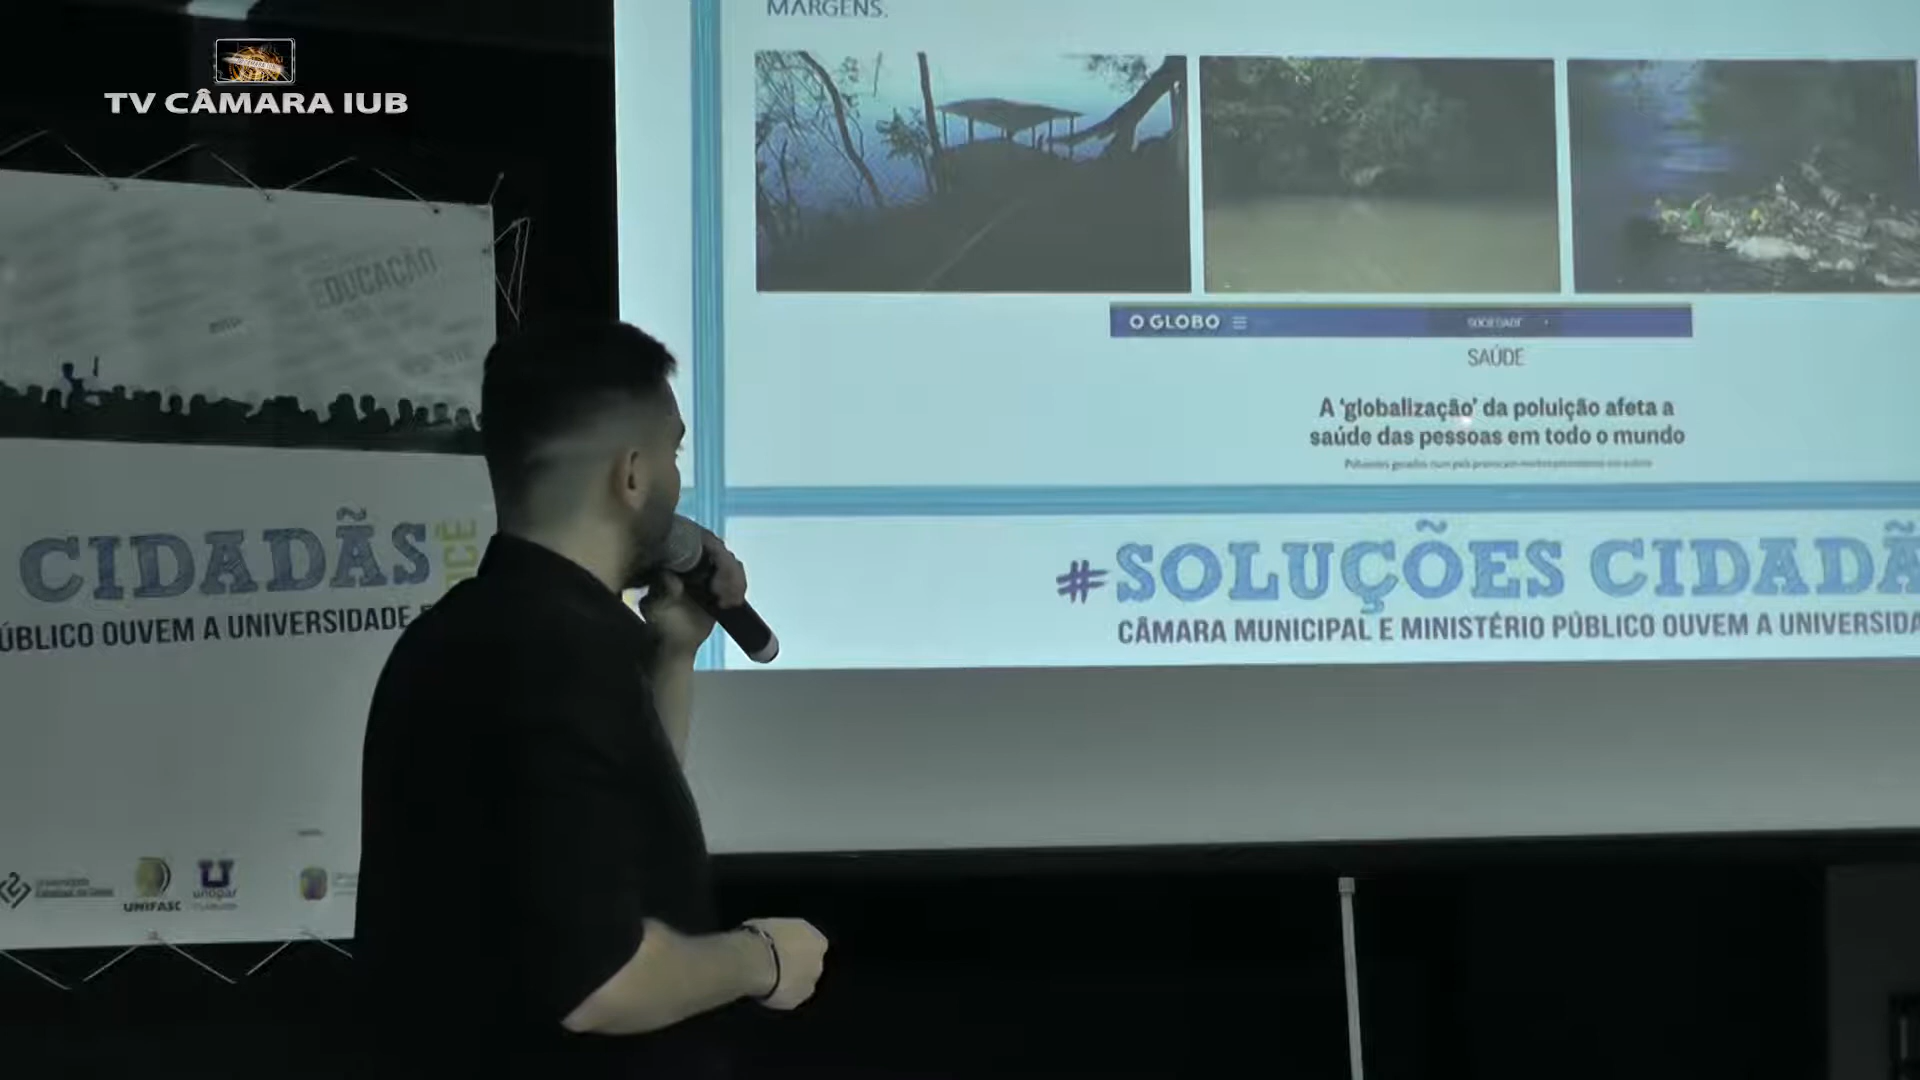 MARGENS.
TV CÂMARA IUB
EDUCAÇÃO
O GLOBO
SOCIEDADE
SAÚDE
A ‘globalização’ da poluição afeta a
saúde das pessoas em todo o mundo
CIDADÃS
ÚBLICO OUVEM A UNIVERSIDADE
#SOLUÇÕES CIDADÃ
CÂMARA MUNICIPAL E MINISTÉRIO PÚBLICO OUVEM A UNIVERSIDA
UNIFASC
unopar